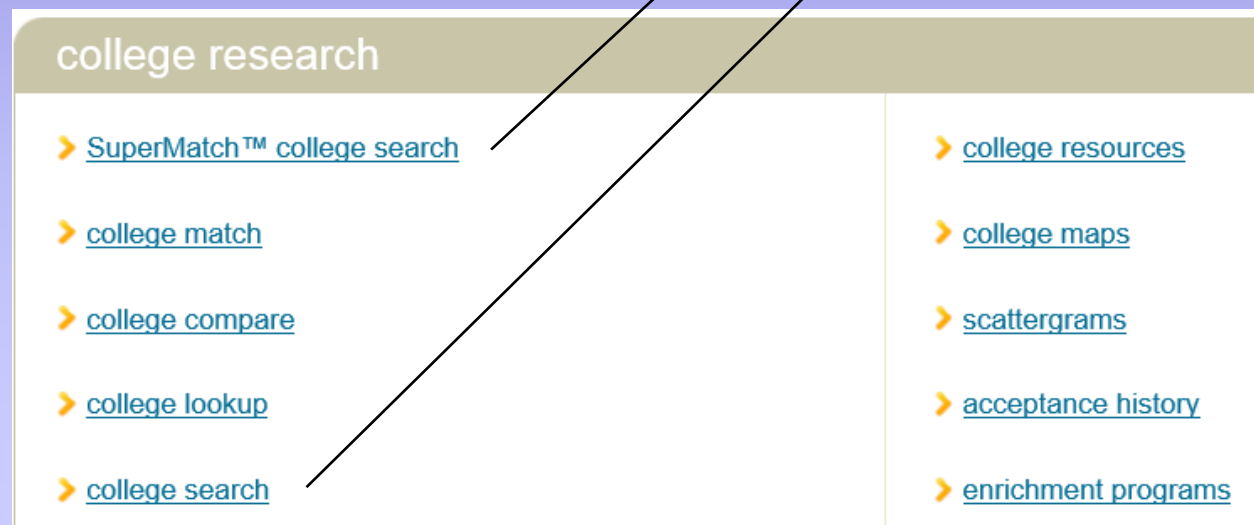 college research
SuperMatch™ college search
college match
college compare
college lookup
college search
college resources
college maps
scattergrams
acceptance history
enrichment programs